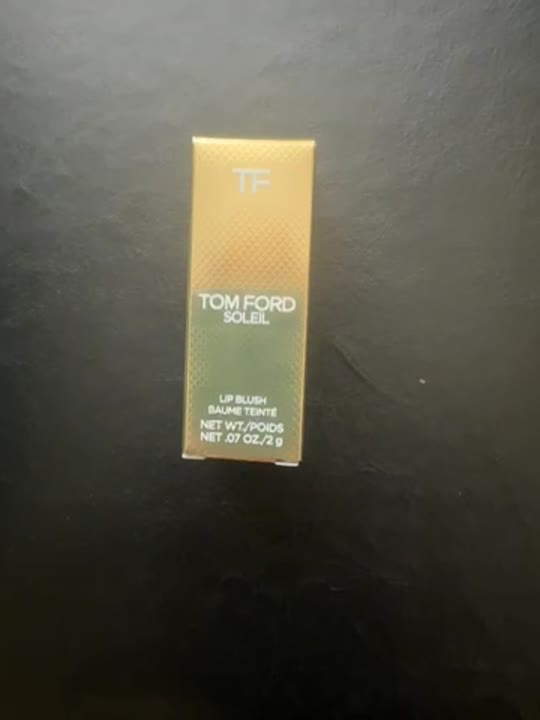 TF
TOM FORD
SOLEIL
LIP BLUSH
BAUME TEINTÉ
NET WT./POIDS
NET .07 OZ./2 g